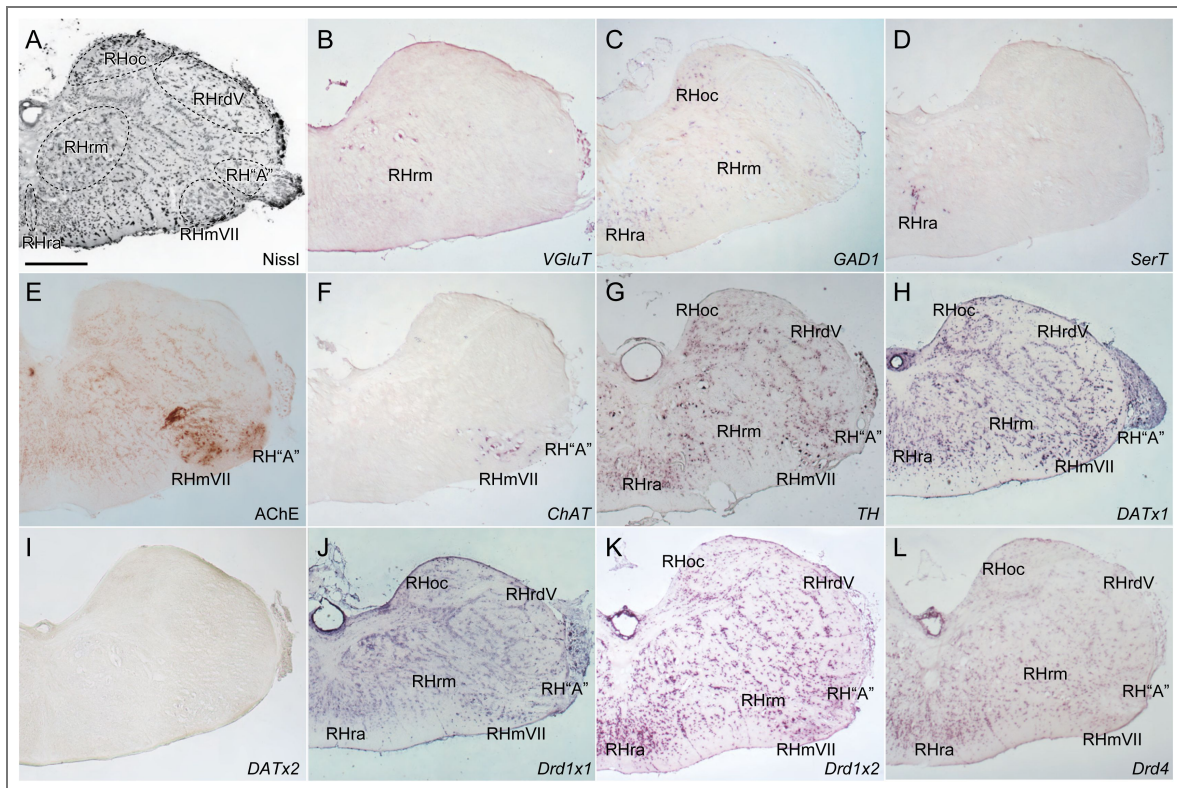 A
RHoc
RHrdV
RHrm
RH“A”
RHra
RHmVII
Nissl
B
RHrm
VGluT
C
RHoc
RHrm
RHra
GAD1
D
RHra
SerT
E
RH“A”
RHmVII
AChE
F
RH“A”
RHmVII
ChAT
G
RHoc
RHrdV
RHrm
RH“A”
RHra
RHmVII
TH
H
RHoc
RHrdV
RHrm
RH“A”
RHra
RHmVII
DATx1
I
DATx2
J
RHoc
RHrdV
RHrm
RH“A”
RHra
RHmVII
Drd1x1
K
RHoc
RHrdV
RHrm
RH“A”
RHra
RHmVII
Drd1x2
L
RHoc
RHrdV
RHrm
RH“A”
RHra
RHmVII
Drd4